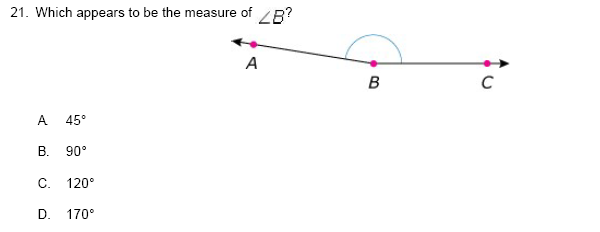 21. Which appears to be the measure of ∠B?
A
B
C
A 45°
B. 90°
C. 120°
D. 170°